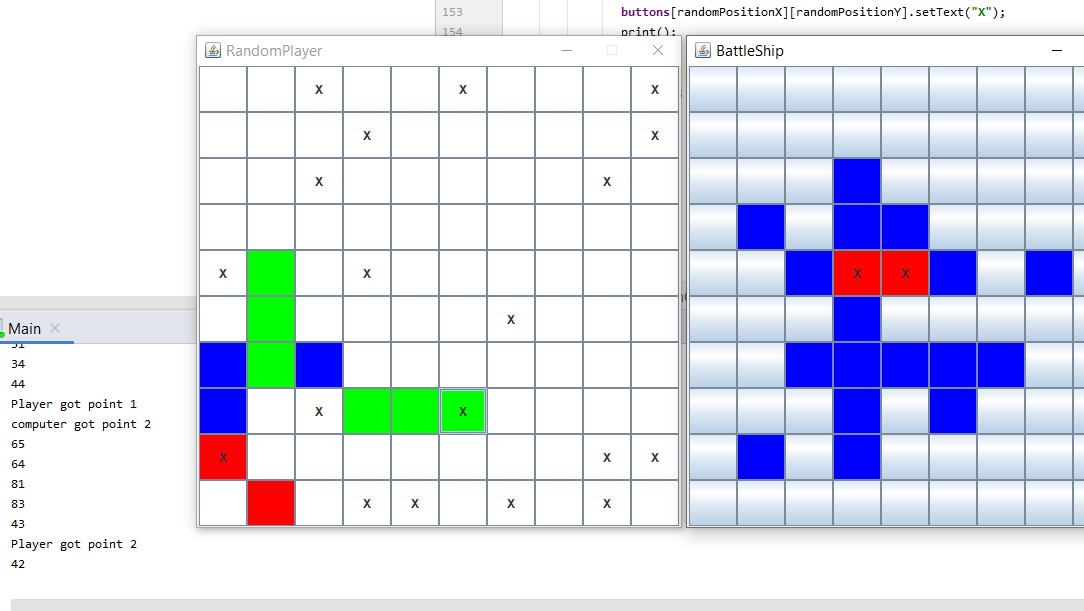 153 buttons[randomPositionX][randomPositionY].setText("X");
154 print();
RandomPlayer
BattleShip
X X X
X X
X X
X X
X X
X
X X
X
X X
X X X X
Main
34
44
Player got point 1
computer got point 2
65
64
81
83
43
Player got point 2
42